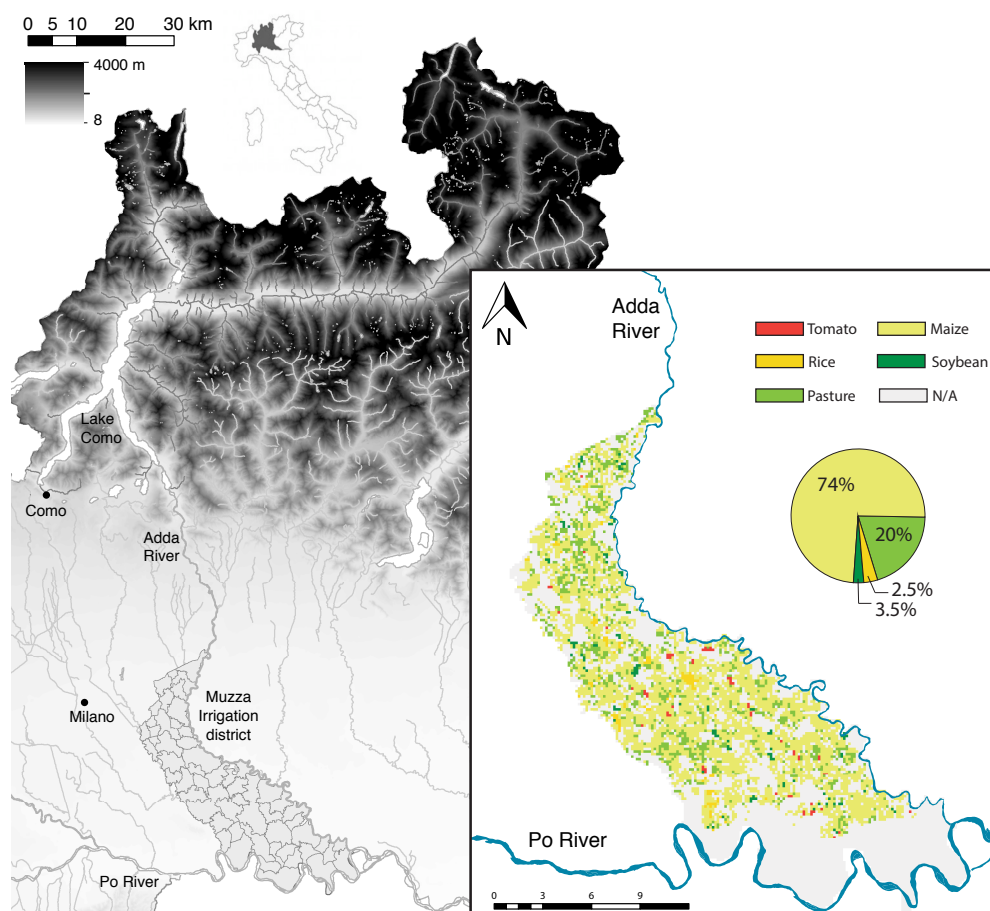 0 5 10 20 30 km
4000 m
8
Lake
Como
Como
Adda
River
Milano
Muzza
Irrigation
district
Po River
N
Adda
River
Tomato
Maize
Rice
Soybean
Pasture
N/A
74%
20%
2.5%
3.5%
Po River
0 3 6 9